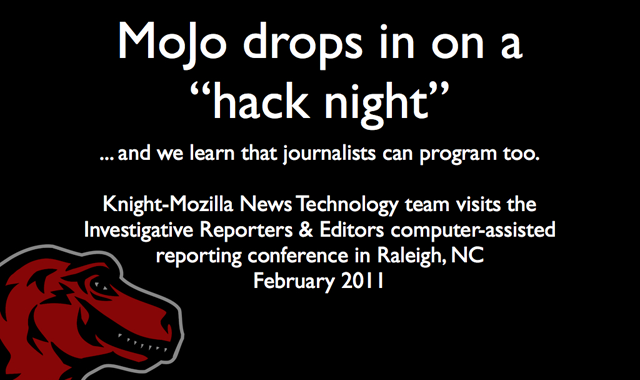 MoJo drops in on a
“hack night”
... and we learn that journalists can program too.
Knight-Mozilla News Technology team visits the
Investigative Reporters & Editors computer-assisted
reporting conference in Raleigh, NC
February 2011